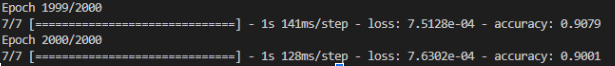 Epoch 1999/2000
7/7 [==============================] - 1s 141ms/step - loss: 7.5128e-04 - accuracy: 0.9079
Epoch 2000/2000
7/7 [==============================] - 1s 128ms/step - loss: 7.6302e-04 - accuracy: 0.9001